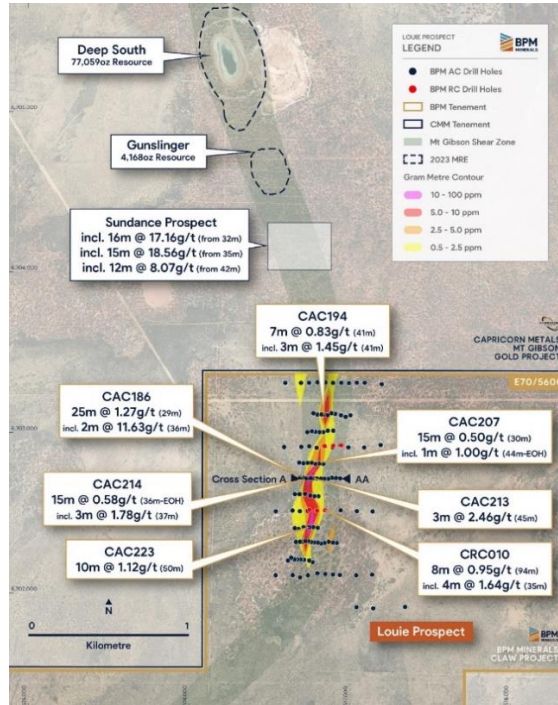 Deep South
77,059oz Resource
Gunslinger
4,168oz Resource
Sundance Prospect
incl. 16m @ 17.16g/t (from 32m)
incl. 15m @ 18.56g/t (from 35m)
incl. 12m @ 8.07g/t (from 42m)
LOUIE PROSPECT
LEGEND
BPM
MINERALS
BPM AC Drill Holes
BPM RC Drill Holes
BPM Tenement
CMM Tenement
Mt Gibson Shear Zone
2023 MRE
Gram Metre Contour
10 - 100 ppm
5.0 - 10 ppm
2.5 - 5.0 ppm
0.5 - 2.5 ppm
CAC194
7m @ 0.83g/t (41m)
incl. 3m @ 1.45g/t (41m)
CAPRICORN METALS
MT GIBSON
GOLD PROJECT
E70/5600
CAC186
25m @ 1.27g/t (29m)
incl. 2m @ 11.63g/t (36m)
CAC207
15m @ 0.50g/t (30m)
incl. 1m @ 1.00g/t (44m-EOH)
Cross Section A
AA
CAC214
15m @ 0.58g/t (36m-EOH)
incl. 3m @ 1.78g/t (37m)
CAC213
3m @ 2.46g/t (45m)
CAC223
10m @ 1.12g/t (50m)
CRC010
8m @ 0.95g/t (94m)
incl. 4m @ 1.64g/t (35m)
N
0
1
Kilometre
Louie Prospect
BPM
BPM MINERALS
CLAW PROJECT